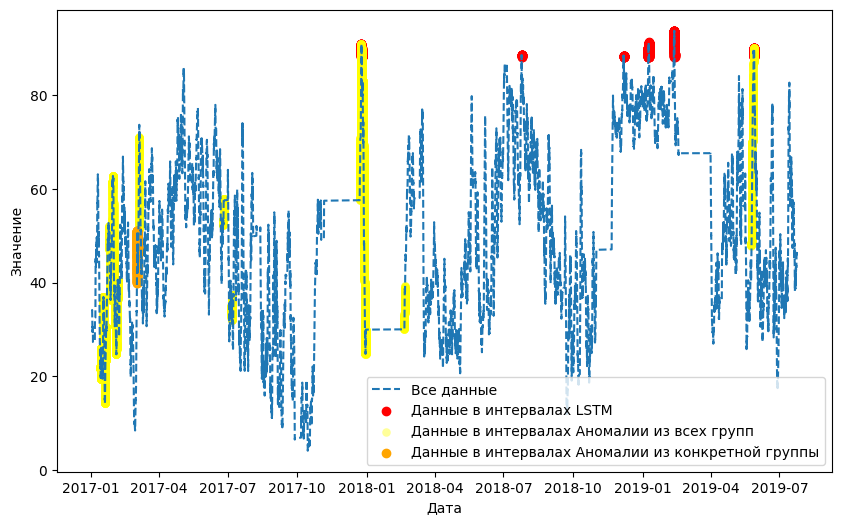 80
60
40
20
0
Значение
Все данные
Данные в интервалах LSTM
Данные в интервалах Аномалии из всех групп
Данные в интервалах Аномалии из конкретной группы
2017-01 2017-04 2017-07 2017-10 2018-01 2018-04 2018-07 2018-10 2019-01 2019-04 2019-07
Дата